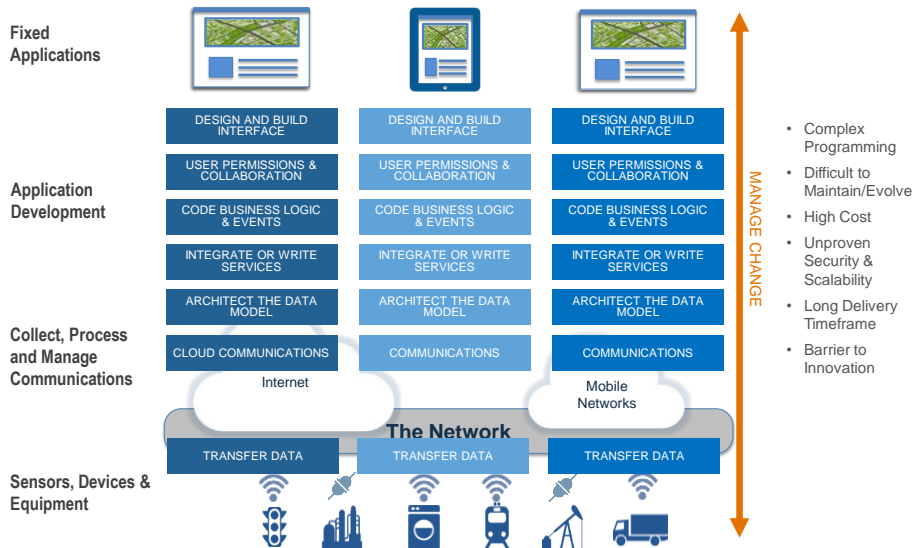 Fixed
Applications
DESIGN AND BUILD
INTERFACE
DESIGN AND BUILD
INTERFACE
DESIGN AND BUILD
INTERFACE
Application
Development
USER PERMISSIONS &
COLLABORATION
USER PERMISSIONS &
COLLABORATION
USER PERMISSIONS &
COLLABORATION
CODE BUSINESS LOGIC
& EVENTS
CODE BUSINESS LOGIC
& EVENTS
CODE BUSINESS LOGIC
& EVENTS
INTEGRATE OR WRITE
SERVICES
INTEGRATE OR WRITE
SERVICES
INTEGRATE OR WRITE
SERVICES
Collect, Process
and Manage
Communications
ARCHITECT THE DATA
MODEL
ARCHITECT THE DATA
MODEL
ARCHITECT THE DATA
MODEL
CLOUD COMMUNICATIONS
COMMUNICATIONS
COMMUNICATIONS
Internet
Mobile
Networks
The Network
Sensors, Devices &
Equipment
TRANSFER DATA
TRANSFER DATA
TRANSFER DATA
MANAGE CHANGE
• Complex
Programming
• Difficult to
Maintain/Evolve
• High Cost
• Unproven
Security &
Scalability
• Long Delivery
Timeframe
• Barrier to
Innovation